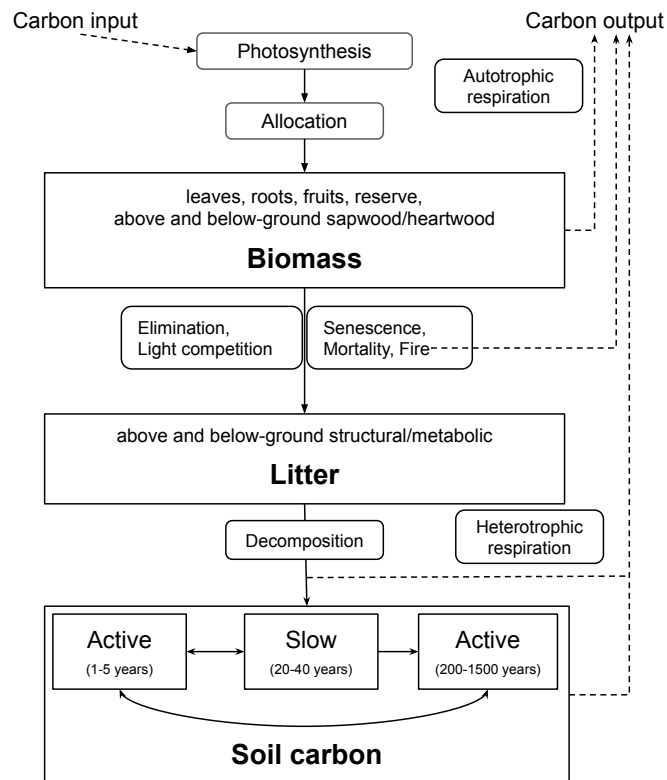 Carbon input
Carbon output
Photosynthesis
Autotrophic
respiration
Allocation
leaves, roots, fruits, reserve,
above and below-ground sapwood/heartwood
Biomass
Elimination,
Light competition
Senescence,
Mortality, Fire
above and below-ground structural/metabolic
Litter
Decomposition
Heterotrophic
respiration
Active
(1-5 years)
Slow
(20-40 years)
Active
(200-1500 years)
Soil carbon